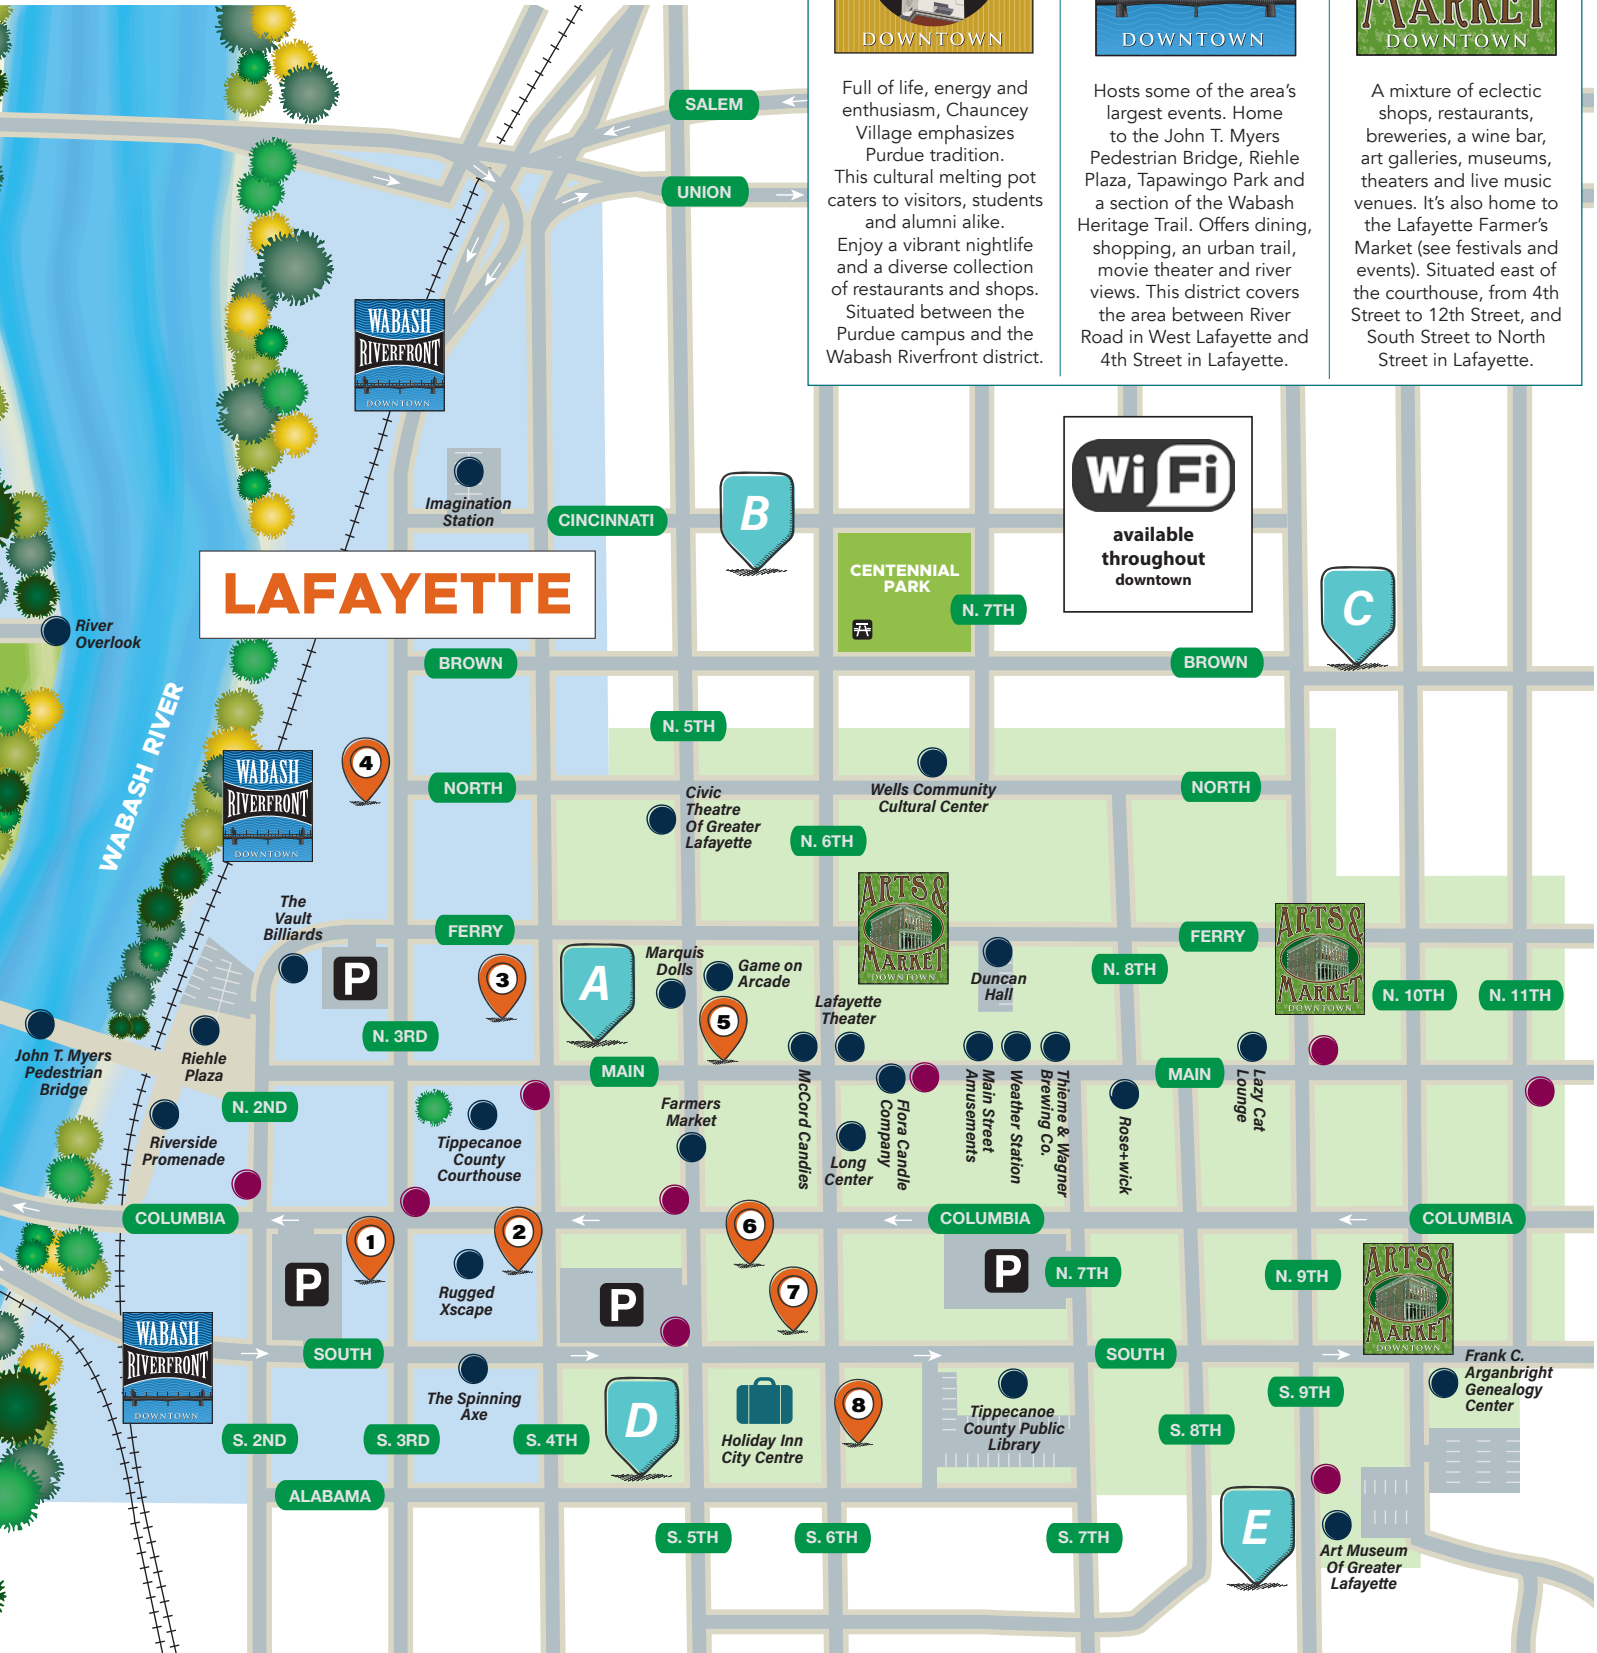 DOWNTOWN
Full of life, energy and
enthusiasm, Chauncey
Village emphasizes
Purdue tradition.
This cultural melting pot
caters to visitors, students
and alumni alike.
Enjoy a vibrant nightlife
and a diverse collection
of restaurants and shops.
Situated between the
Purdue campus and the
Wabash Riverfront district.
DOWNTOWN
Hosts some of the area's
largest events. Home
to the John T. Myers
Pedestrian Bridge, Riehle
Plaza, Tapawingo Park and
a section of the Wabash
Heritage Trail. Offers dining,
shopping, an urban trail,
movie theater and river
views. This district covers
the area between River
Road in West Lafayette and
4th Street in Lafayette.
MARKET
DOWNTOWN
A mixture of eclectic
shops, restaurants,
breweries, a wine bar,
art galleries, museums,
theaters and live music
venues. It's also home to
the Lafayette Farmer's
Market (see festivals and
events). Situated east of
the courthouse, from 4th
Street to 12th Street, and
South Street to North
Street in Lafayette.
SALEM
UNION
WABASH
RIVERFRONT
DOWNTOWN
Imagination
Station
CINCINNATI
B
WiFi
available
throughout
downtown
CENTENNIAL
PARK
N. 7TH
C
LAFAYETTE
River
Overlook
BROWN
BROWN
WABASH RIVER
N. 5TH
4
WABASH
RIVERFRONT
DOWNTOWN
NORTH
Wells Community
Cultural Center
NORTH
Civic
Theatre
Of Greater
Lafayette
N. 6TH
ARTS &
MARKET
DOWNTOWN
ARTS &
MARKET
DOWNTOWN
The
Vault
Billiards
FERRY
FERRY
P
3
A
Marquis
Dolls
Game on
Arcade
5
Lafayette
Theater
Duncan
Hall
N. 8TH
N. 10TH
N. 11TH
John T. Myers
Pedestrian
Bridge
Riehle
Plaza
N. 3RD
MAIN
MAIN
N. 2ND
Riverside
Promenade
Tippecanoe
County
Courthouse
Farmers
Market
McCord Candies
Long
Center
Flora Candle
Company
Main Street
Amusements
Weather Station
Thieme & Wagner
Brewing Co.
Rose+wick
Lazy Cat
Lounge
COLUMBIA
COLUMBIA
COLUMBIA
1
2
6
P
Rugged
Xscape
P
7
P
N. 7TH
N. 9TH
ARTS &
MARKET
DOWNTOWN
WABASH
RIVERFRONT
DOWNTOWN
SOUTH
SOUTH
The Spinning
Axe
D
Holiday Inn
City Centre
8
Tippecanoe
County Public
Library
S. 9TH
Frank C.
Arganbright
Genealogy
Center
S. 8TH
S. 2ND
S. 3RD
S. 4TH
ALABAMA
S. 5TH
S. 6TH
S. 7TH
E
Art Museum
Of Greater
Lafayette